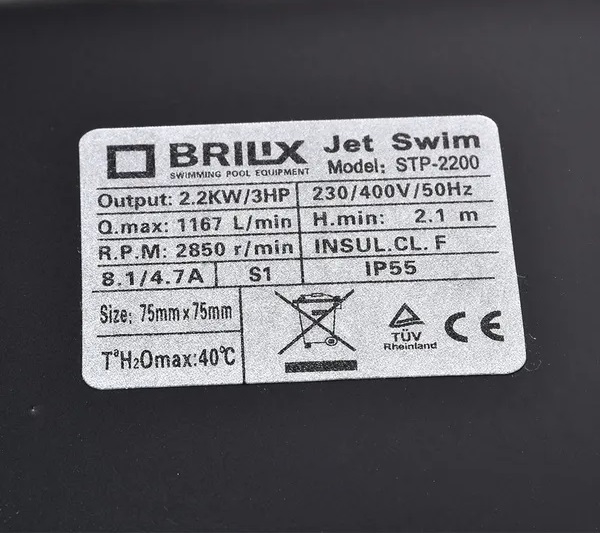 BRILIX Jet Swim
SWIMMING POOL EQUIPMENT Model: STP-2200
Output: 2.2KW/3HP 230/400V/50Hz
Q.max: 1167 L/min H.min: 2.1 m
R.P.M: 2850 r/min INSUL.CL. F
8.1/4.7A S1 IP55
Size: 75mm x 75mm
TªH₂Omax:40℃
TÜV
Rheinland
CE